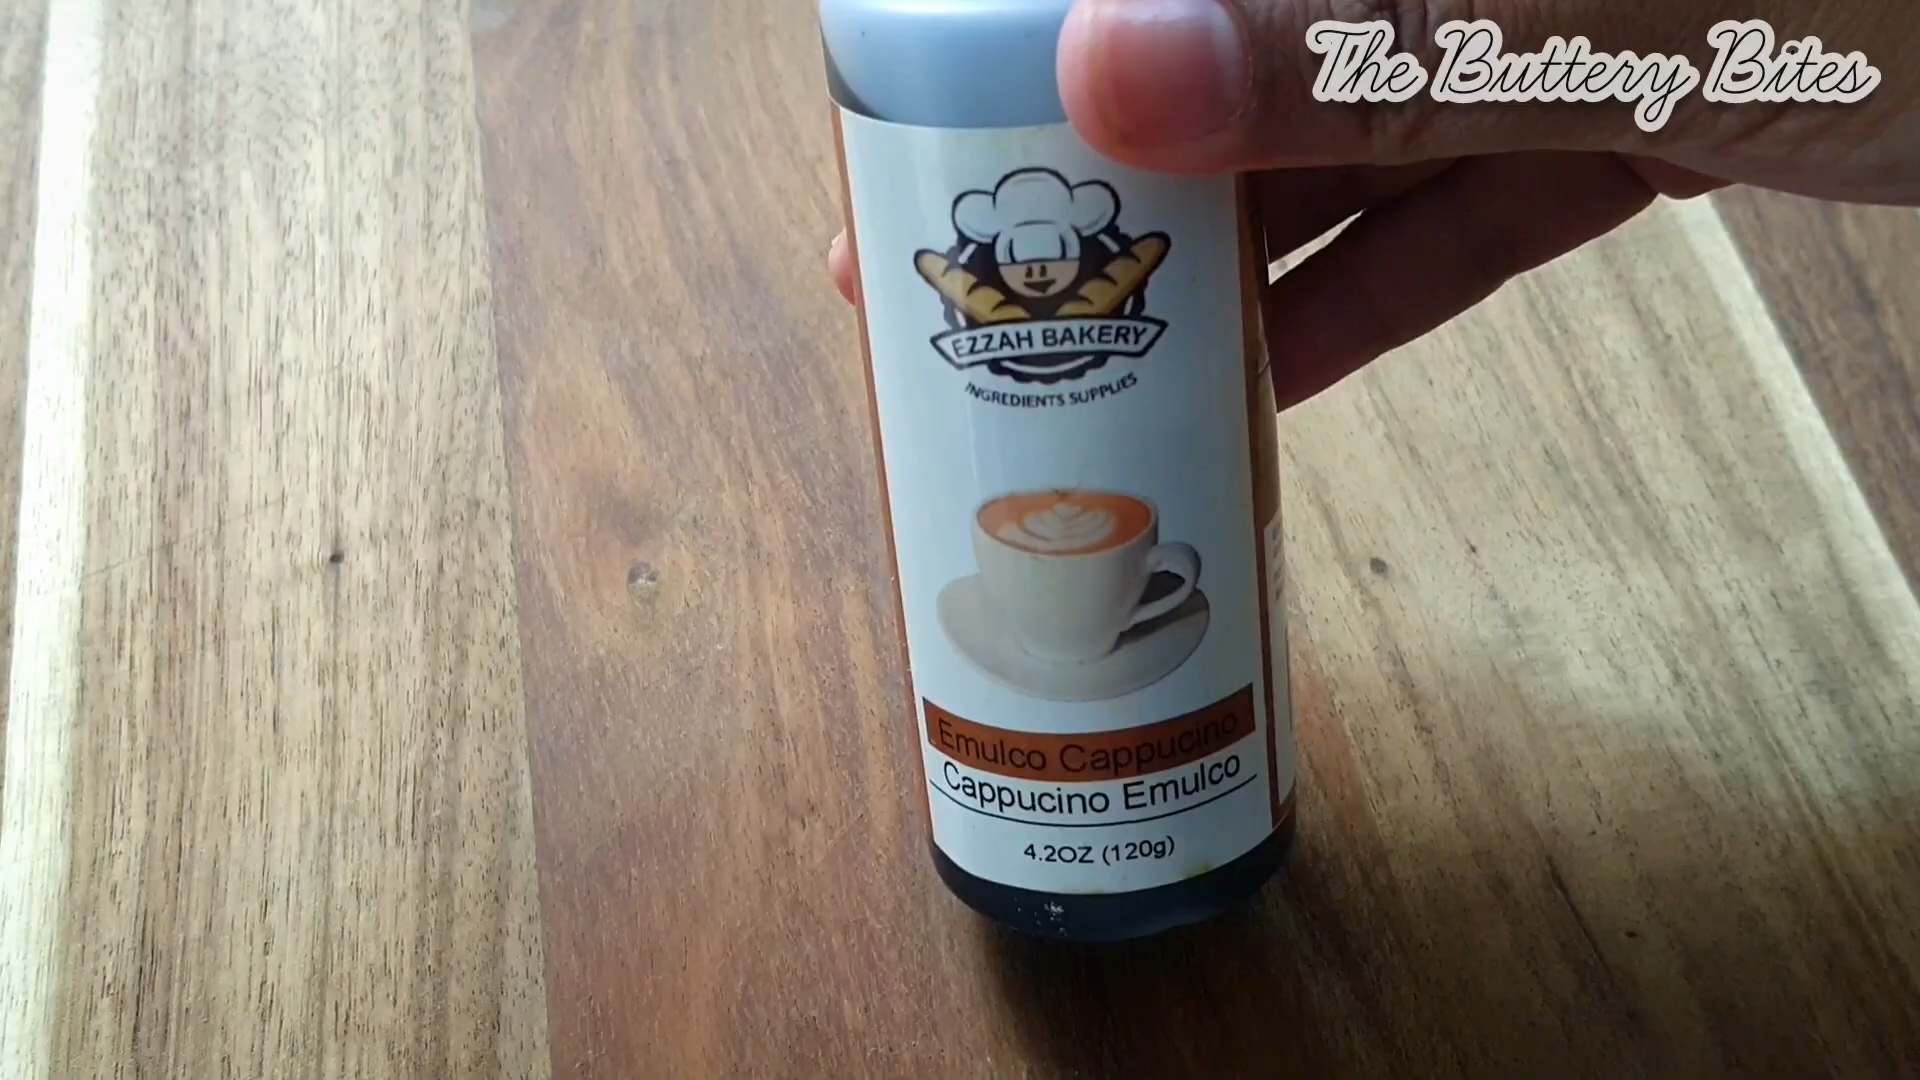 The Buttery Bites
EZZAH BAKERY
INGREDIENTS SUPPLIES
Emulco Cappucino
Cappucino Emulco
4.2OZ (120g)